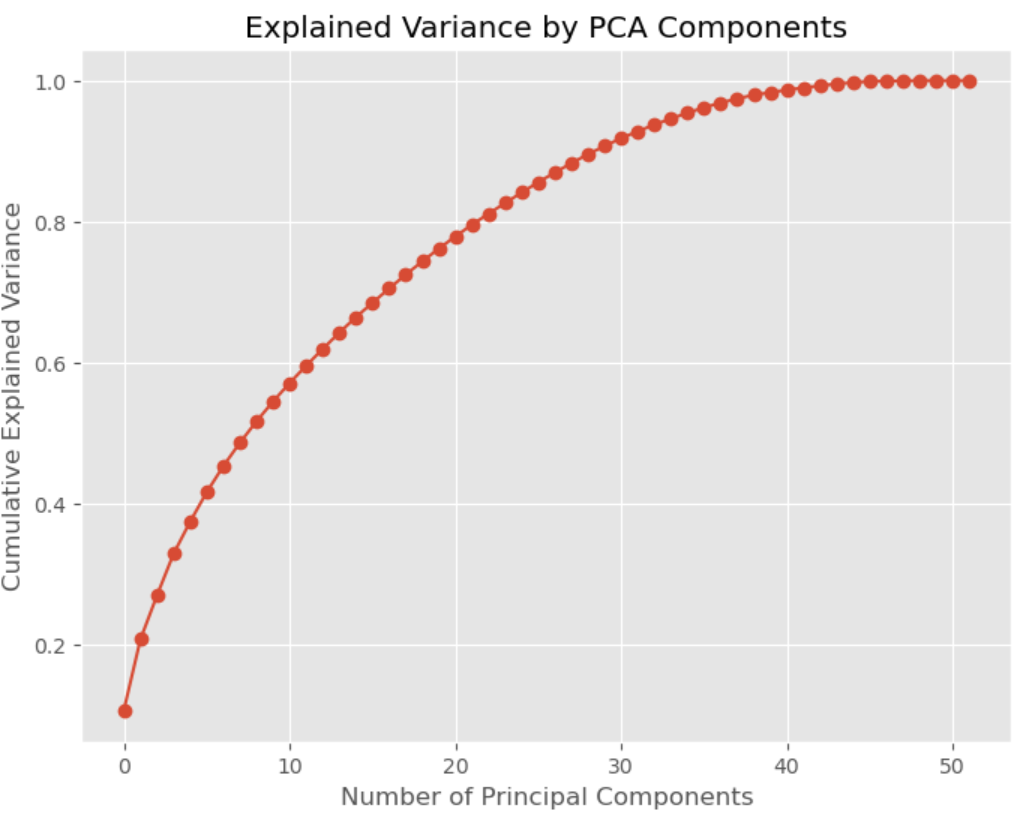 Explained Variance by PCA Components
Cumulative Explained Variance
1.0
0.8
0.6
0.4
0.2
0 10 20 30 40 50
Number of Principal Components